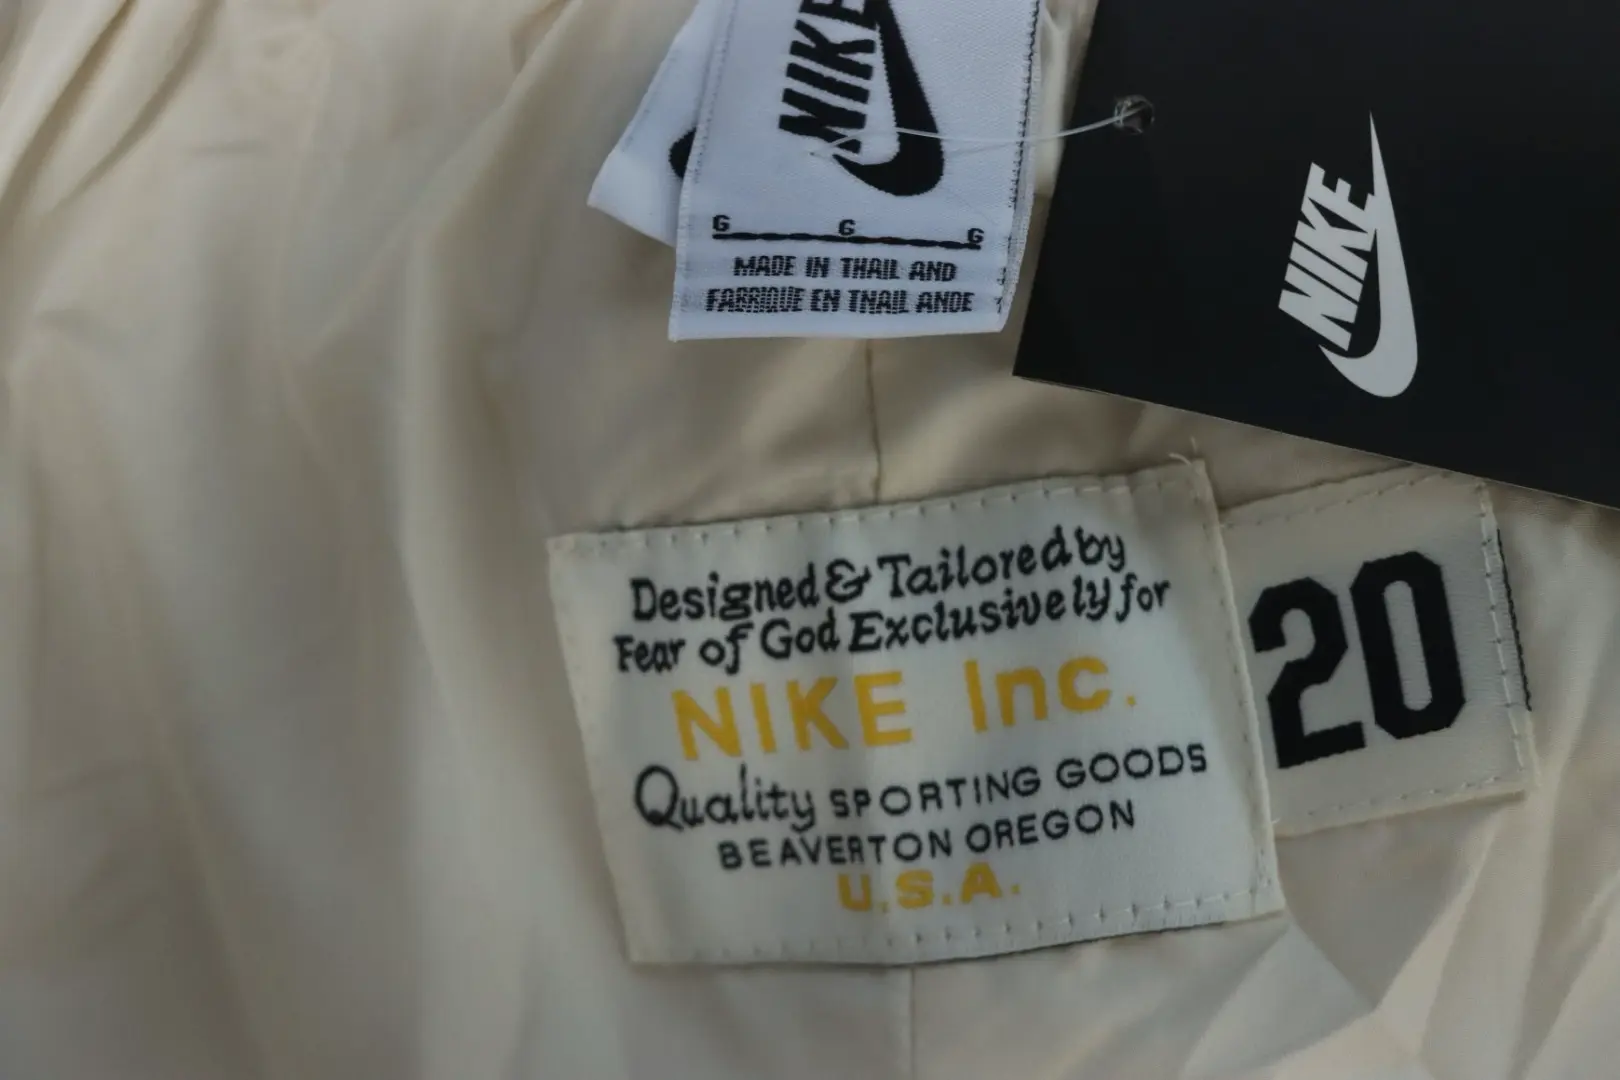 NIKE
G G G
MADE IN THAIL AND
FABRIQUE EN TNAIL ANDE
NIKE
Designed & Tailored by
Fear of God Exclusively for
NIKE Inc.
Quality SPORTING GOODS
BEAVERTON OREGON
U.S.A.
20